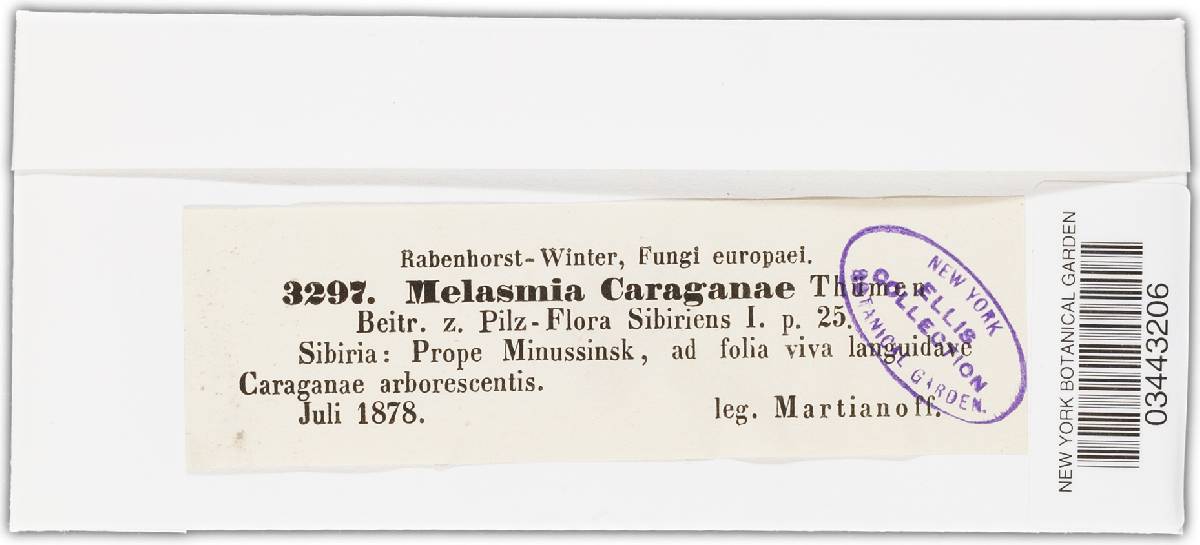 Rabenhorst-Winter, Fungi europaei.
3297. Melasmia Caraganae Thümen
Beitr. z. Pilz-Flora Sibiriens I. p. 25.
Sibiria: Prope Minussinsk, ad folia viva languidave
Caraganae arborescentis.
Juli 1878.
leg. Martianoff.
NEW YORK
ELLIS
COLLECTION
BOTANICAL GARDEN.
NEW YORK BOTANICAL GARDEN
03443206